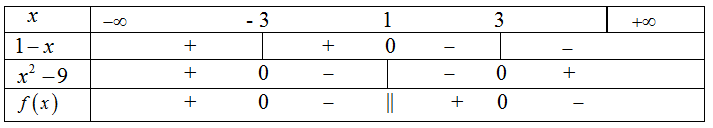 x −∞ - 3 1 3 +∞
1−x + | + 0 − | −
x² −9 + 0 − | − 0 +
f(x) + 0 − || + 0 −